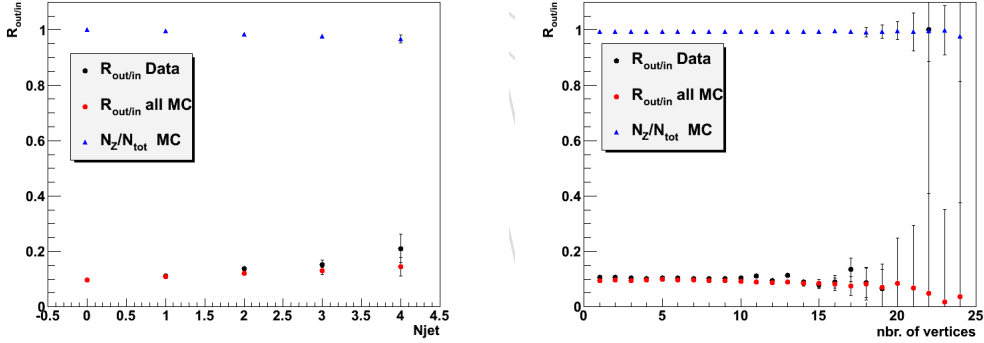 R_out/in
1
0.8
0.6
0.4
0.2
0
R_out/in Data
R_out/in all MC
N_Z/N_tot MC
-0.5 0 0.5 1 1.5 2 2.5 3 3.5 4 4.5
Njet
R_out/in
1
0.8
0.6
0.4
0.2
0
R_out/in Data
R_out/in all MC
N_Z/N_tot MC
0 5 10 15 20 25
nbr. of vertices